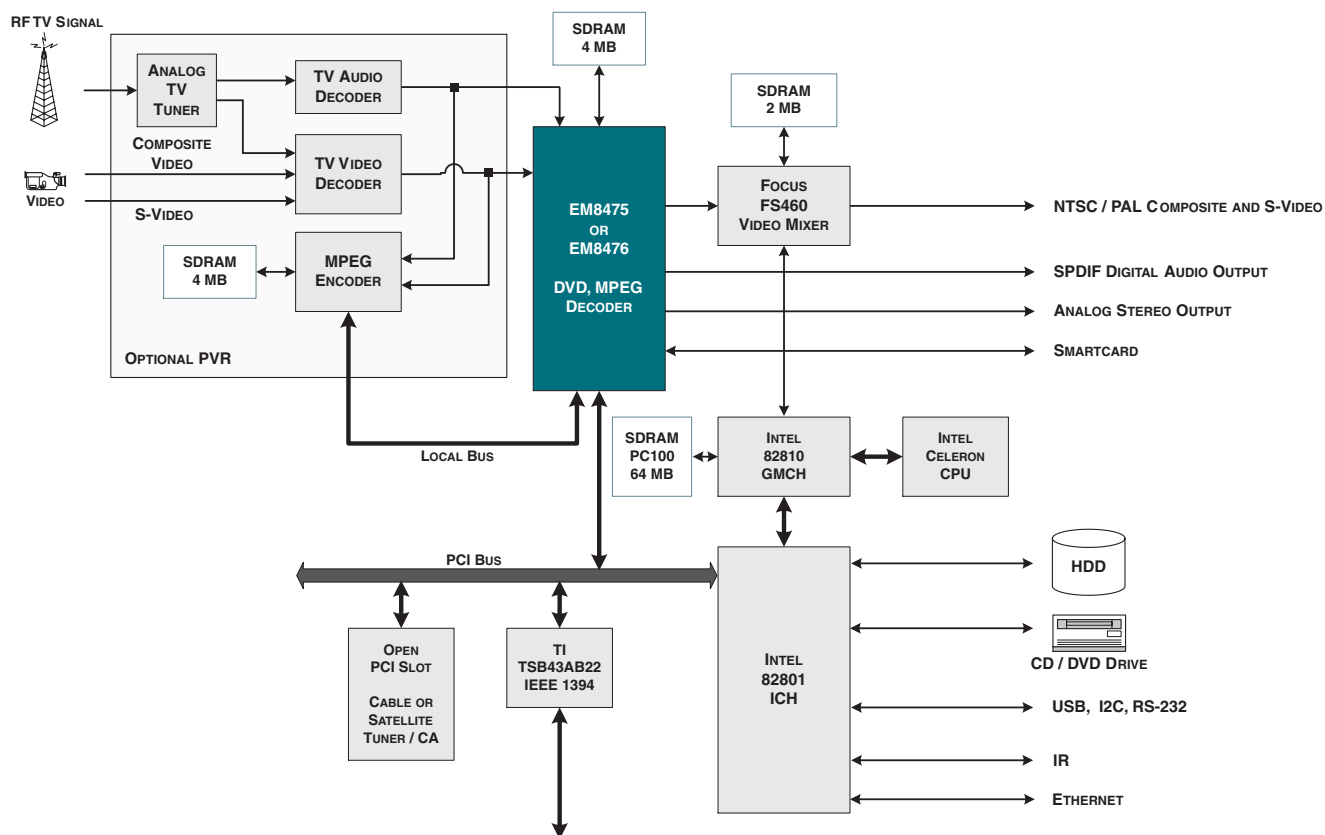 RF TV SIGNAL
ANALOG
TV
TUNER
TV AUDIO
DECODER
COMPOSITE
VIDEO
TV VIDEO
DECODER
VIDEO
S-VIDEO
SDRAM
4 MB
MPEG
ENCODER
OPTIONAL PVR
SDRAM
4 MB
EM8475
OR
EM8476
DVD, MPEG
DECODER
SDRAM
2 MB
FOCUS
FS460
VIDEO MIXER
NTSC / PAL COMPOSITE AND S-VIDEO
SPDIF DIGITAL AUDIO OUTPUT
ANALOG STEREO OUTPUT
SMARTCARD
LOCAL BUS
SDRAM
PC100
64 MB
INTEL
82810
GMCH
INTEL
CELERON
CPU
PCI BUS
OPEN
PCI SLOT
CABLE OR
SATELLITE
TUNER / CA
TI
TSB43AB22
IEEE 1394
INTEL
82801
ICH
HDD
CD / DVD DRIVE
USB, I2C, RS-232
IR
ETHERNET